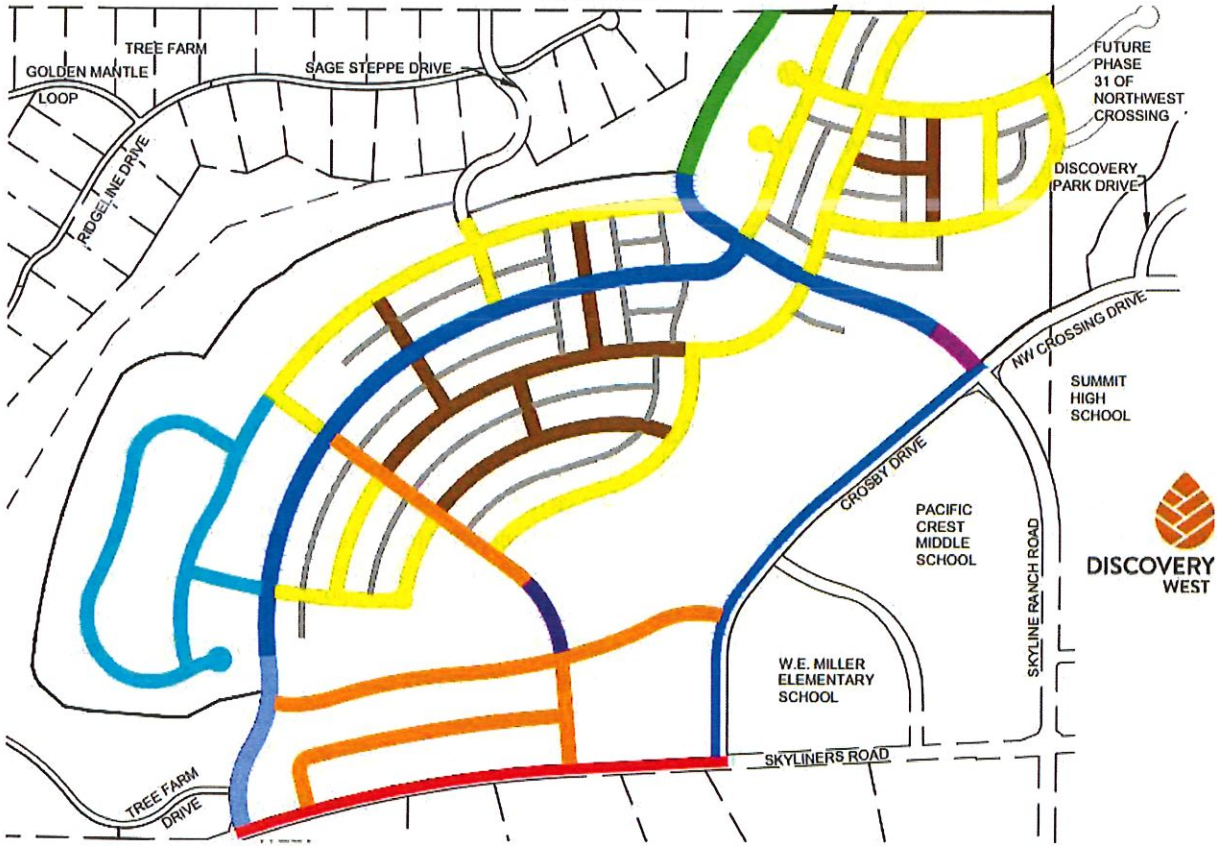 TREE FARM
GOLDEN MANTLE
LOOP
SAGE STEPPE DRIVE
RIDGELINE DRIVE
FUTURE
PHASE
31 OF
NORTHWEST
CROSSING
DISCOVERY
PARK DRIVE
NW CROSSING DRIVE
SUMMIT
HIGH
SCHOOL
CROSBY DRIVE
PACIFIC
CREST
MIDDLE
SCHOOL
SKYLINE RANCH ROAD
DISCOVERY
WEST
W.E. MILLER
ELEMENTARY
SCHOOL
SKYLINERS ROAD
TREE FARM
DRIVE